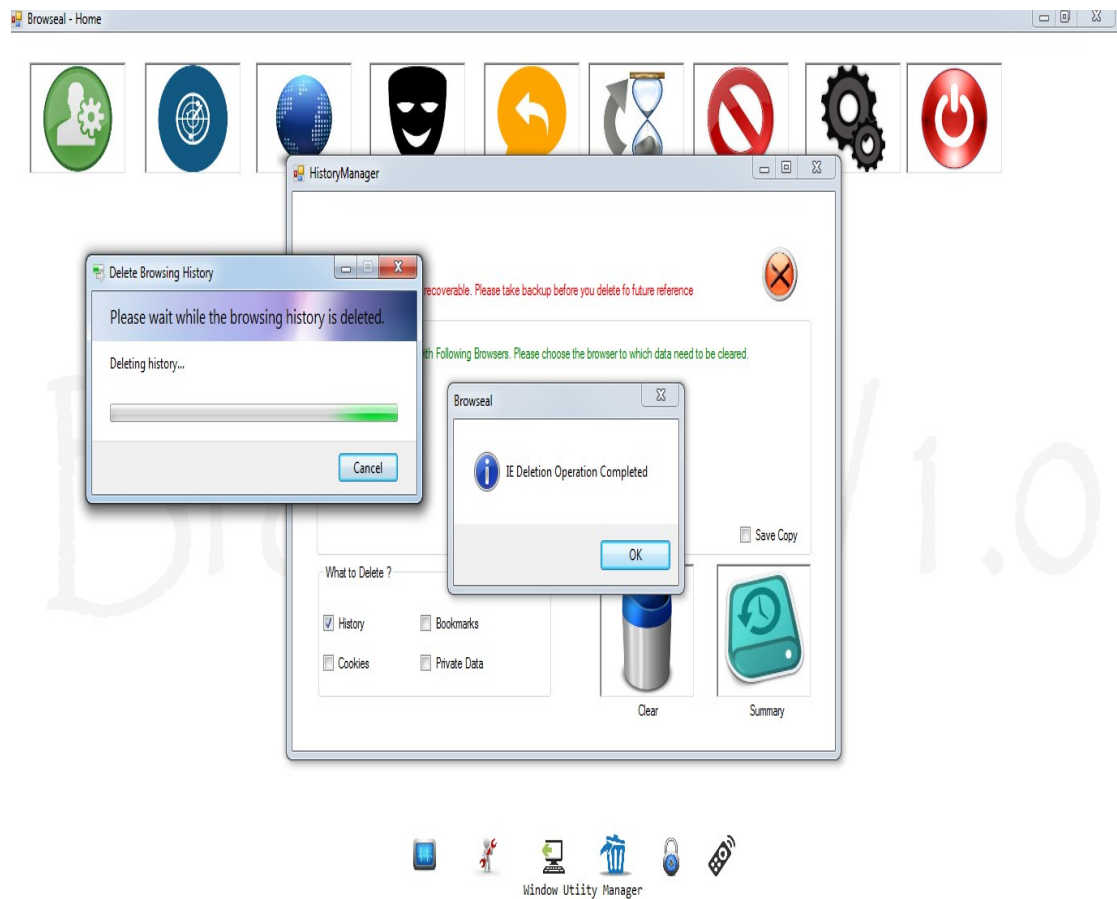 Browseal - Home
HistoryManager
Delete Browsing History
recoverable. Please take backup before you delete fo future reference
Please wait while the browsing history is deleted.
With Following Browsers. Please choose the browser to which data need to be cleared.
Deleting history...
Browseal
Cancel
IE Deletion Operation Completed
OK
Save Copy
What to Delete ?
History
Bookmarks
Cookies
Private Data
Clear
Summary
V1.0
Window Utiity Manager